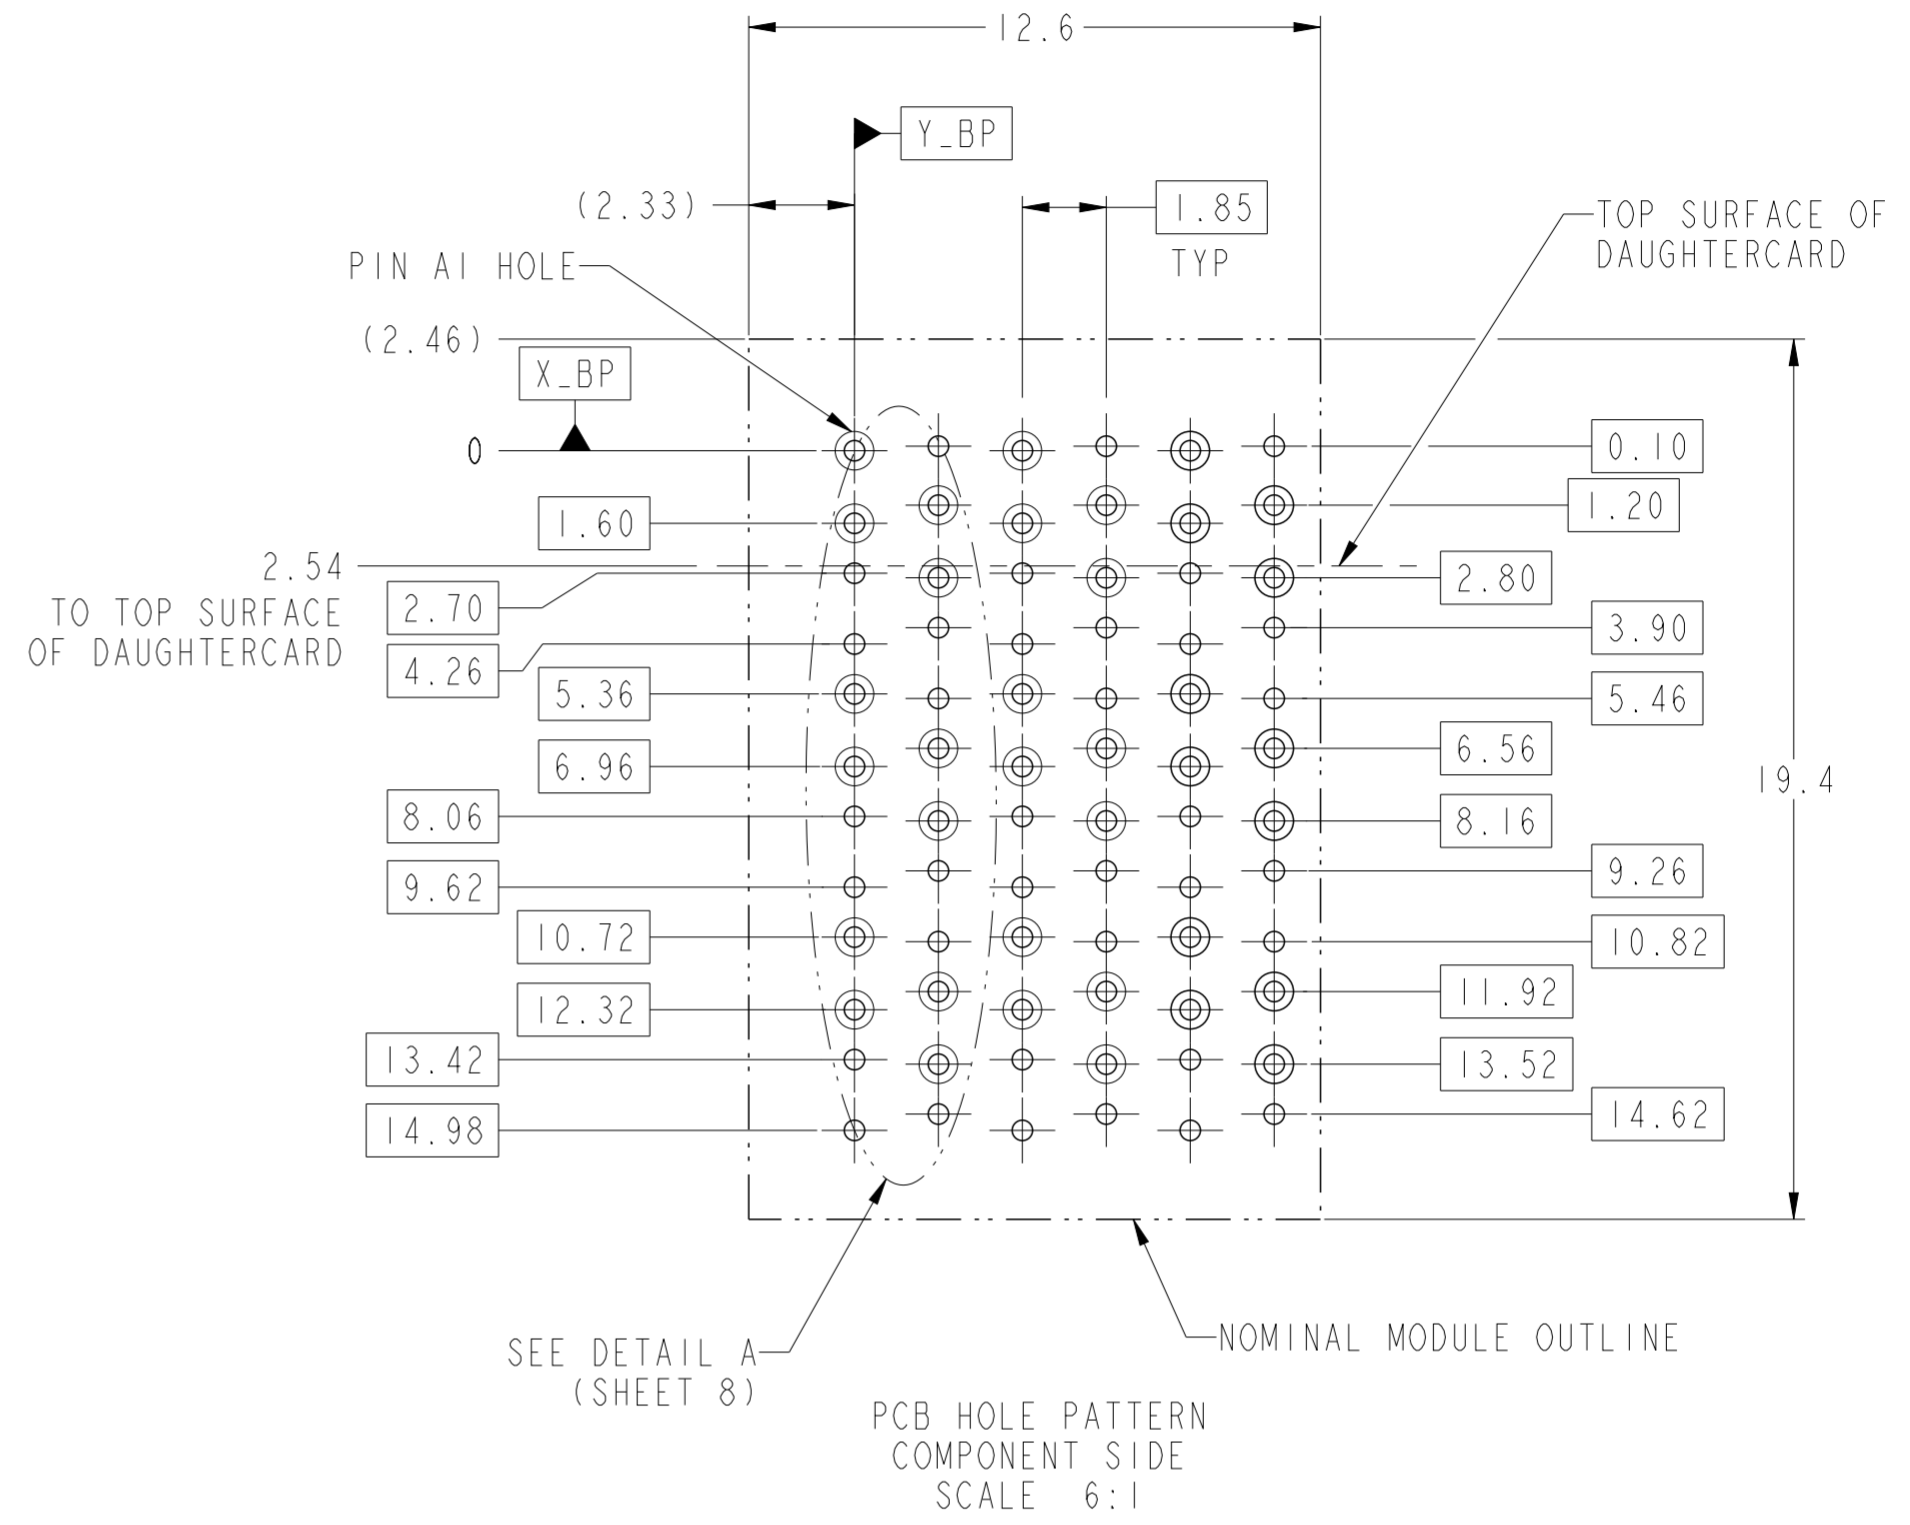 12.6
Y_BP
(2.33)
1.85
TYP
TOP SURFACE OF
DAUGHTERCARD
PIN A1 HOLE
(2.46)
X_BP
0
0.10
1.20
1.60
2.54
TO TOP SURFACE
OF DAUGHTERCARD
2.70
2.80
3.90
4.26
5.36
5.46
6.56
6.96
19.4
8.06
8.16
9.26
9.62
10.72
10.82
11.92
12.32
13.42
13.52
14.62
14.98
SEE DETAIL A
(SHEET 8)
NOMINAL MODULE OUTLINE
PCB HOLE PATTERN
COMPONENT SIDE
SCALE 6:1